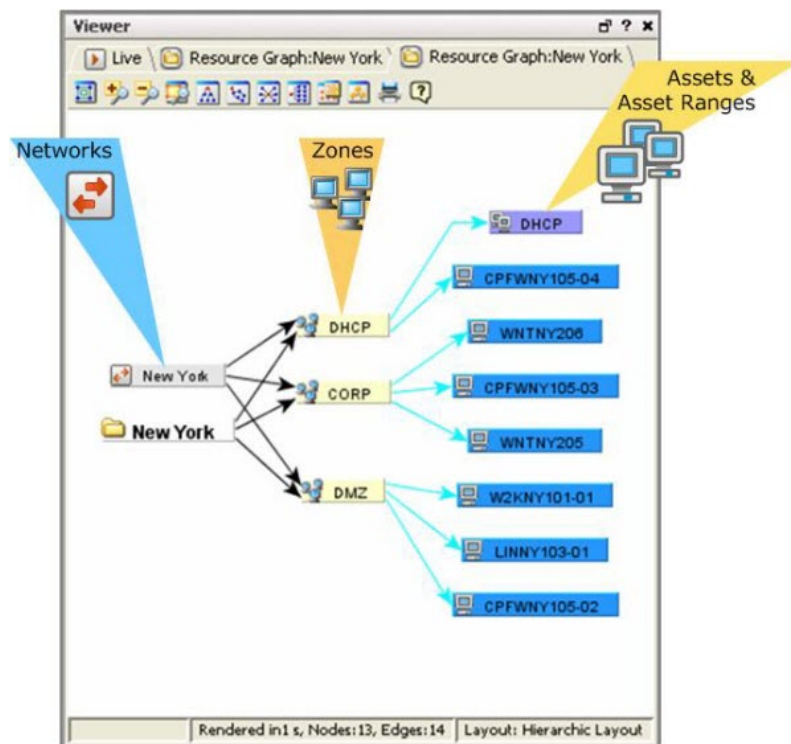 Viewer
Live
Resource Graph:New York
Resource Graph:New York
Assets &
Asset Ranges
Networks
Zones
DHCP
CPFWNY105-04
DHCP
WNTNY206
New York
CORP
CPFWNY105-03
New York
WNTNY205
DMZ
W2KNY101-01
LINNY103-01
CPFWNY105-02
Rendered in1 s, Nodes:13, Edges:14
Layout: Hierarchic Layout